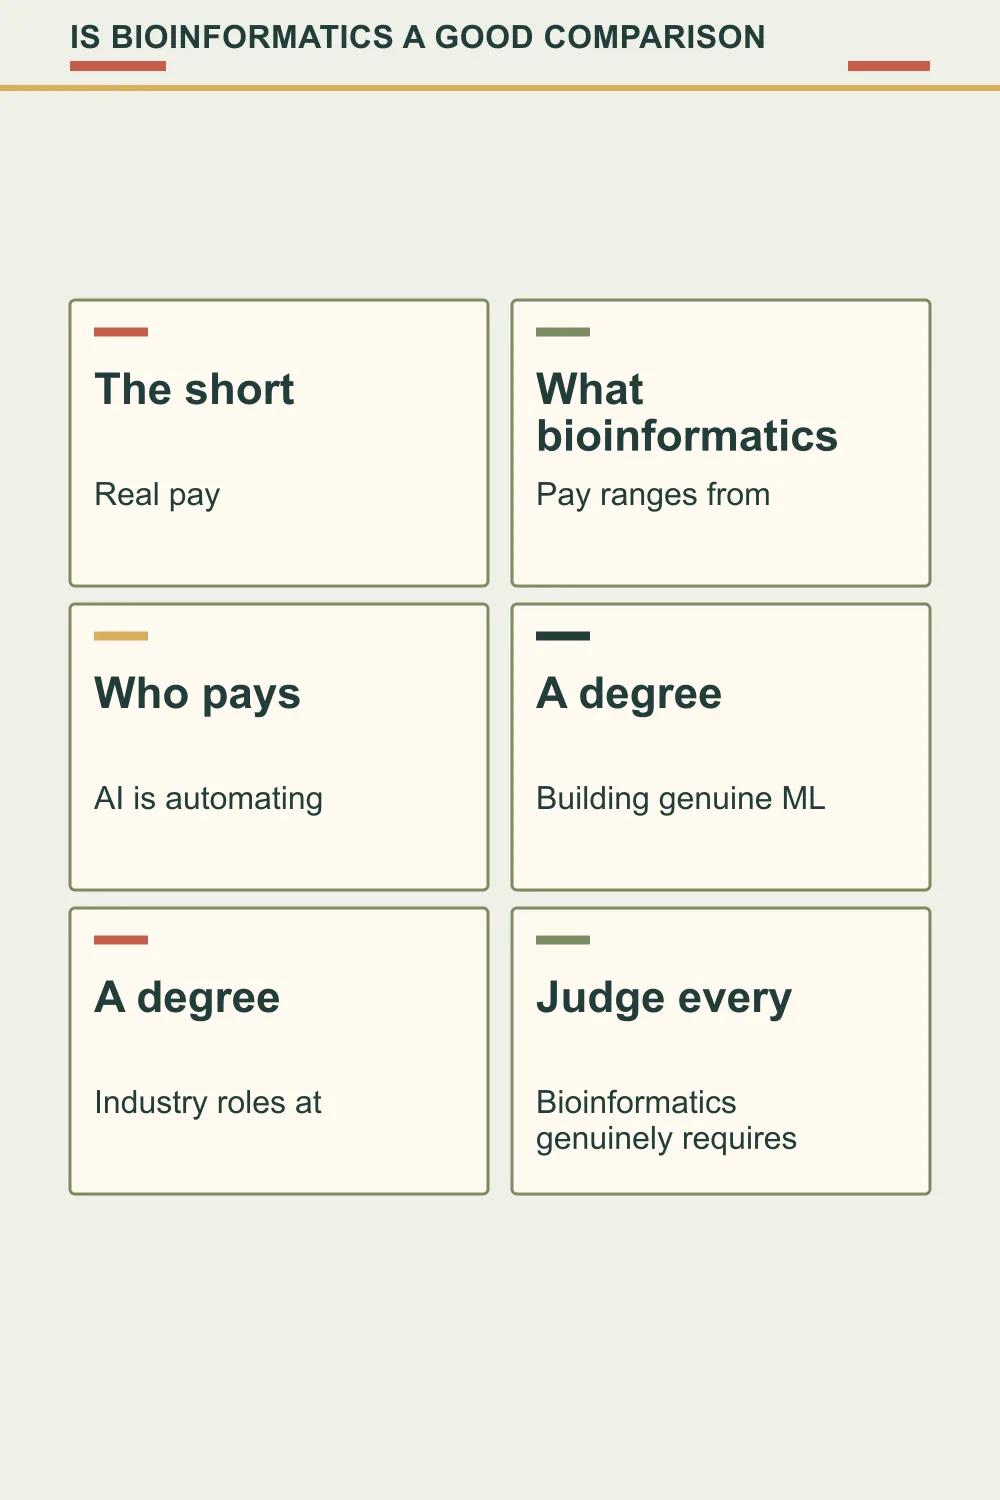 IS BIOINFORMATICS A GOOD COMPARISON
The short
Real pay
What
bioinformatics
Pay ranges from
Who pays
AI is automating
A degree
Building genuine ML
A degree
Industry roles at
Judge every
Bioinformatics
genuinely requires